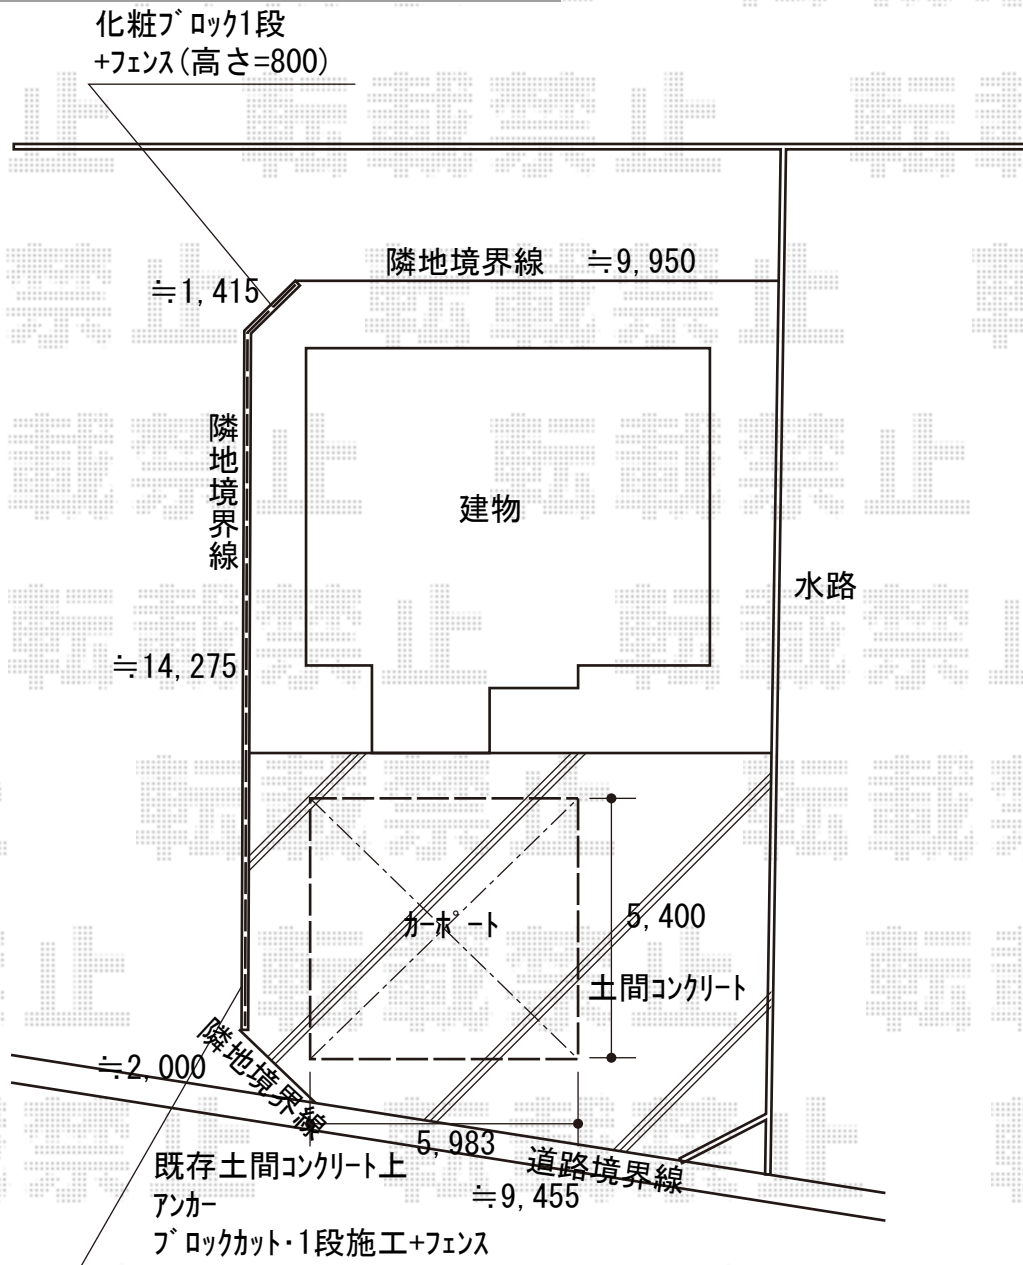 化粧ﾌﾞﾛｯｸ1段
+ﾌｪﾝｽ(高さ=800)
隣地境界線 ≒9,950
≒1,415
隣地境界線
建物
水路
≒14,275
ｶｰﾎﾟｰﾄ
5,400
土間ｺﾝｸﾘｰﾄ
隣地境界線
≒2,000
5,983
道路境界線
≒9,455
既存土間ｺﾝｸﾘｰﾄ上
ｱﾝｶｰ
ﾌﾞﾛｯｸｶｯﾄ・1段施工+ﾌｪﾝｽ
転載禁止